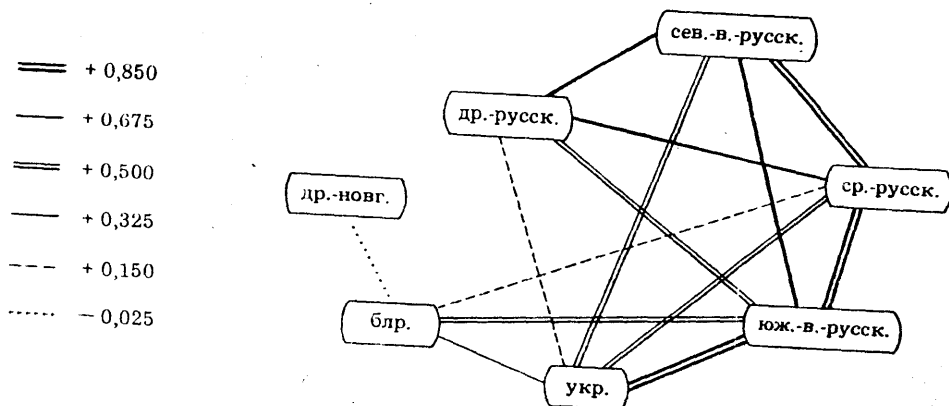 + 0,850
+ 0,675
+ 0,500
+ 0,325
+ 0,150
− 0,025
сев.-в.-русск.
др.-русск.
др.-новг.
ср.-русск.
блр.
юж.-в.-русск.
укр.